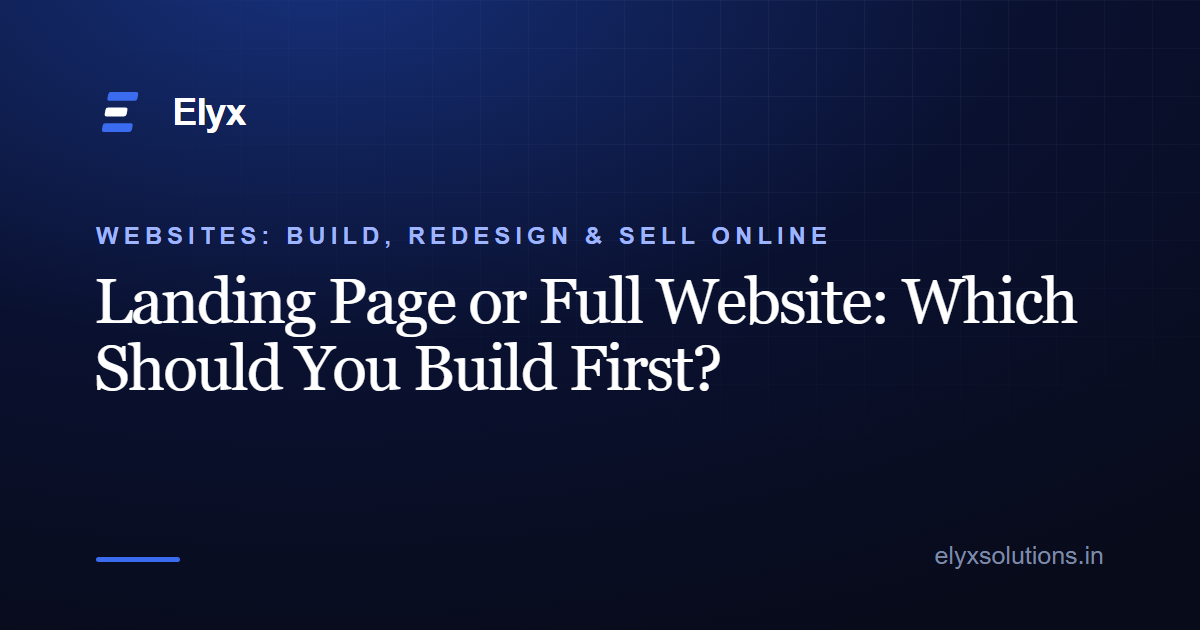 Elyx
WEBSITES: BUILD, REDESIGN & SELL ONLINE
Landing Page or Full Website: Which
Should You Build First?
elyxsolutions.in